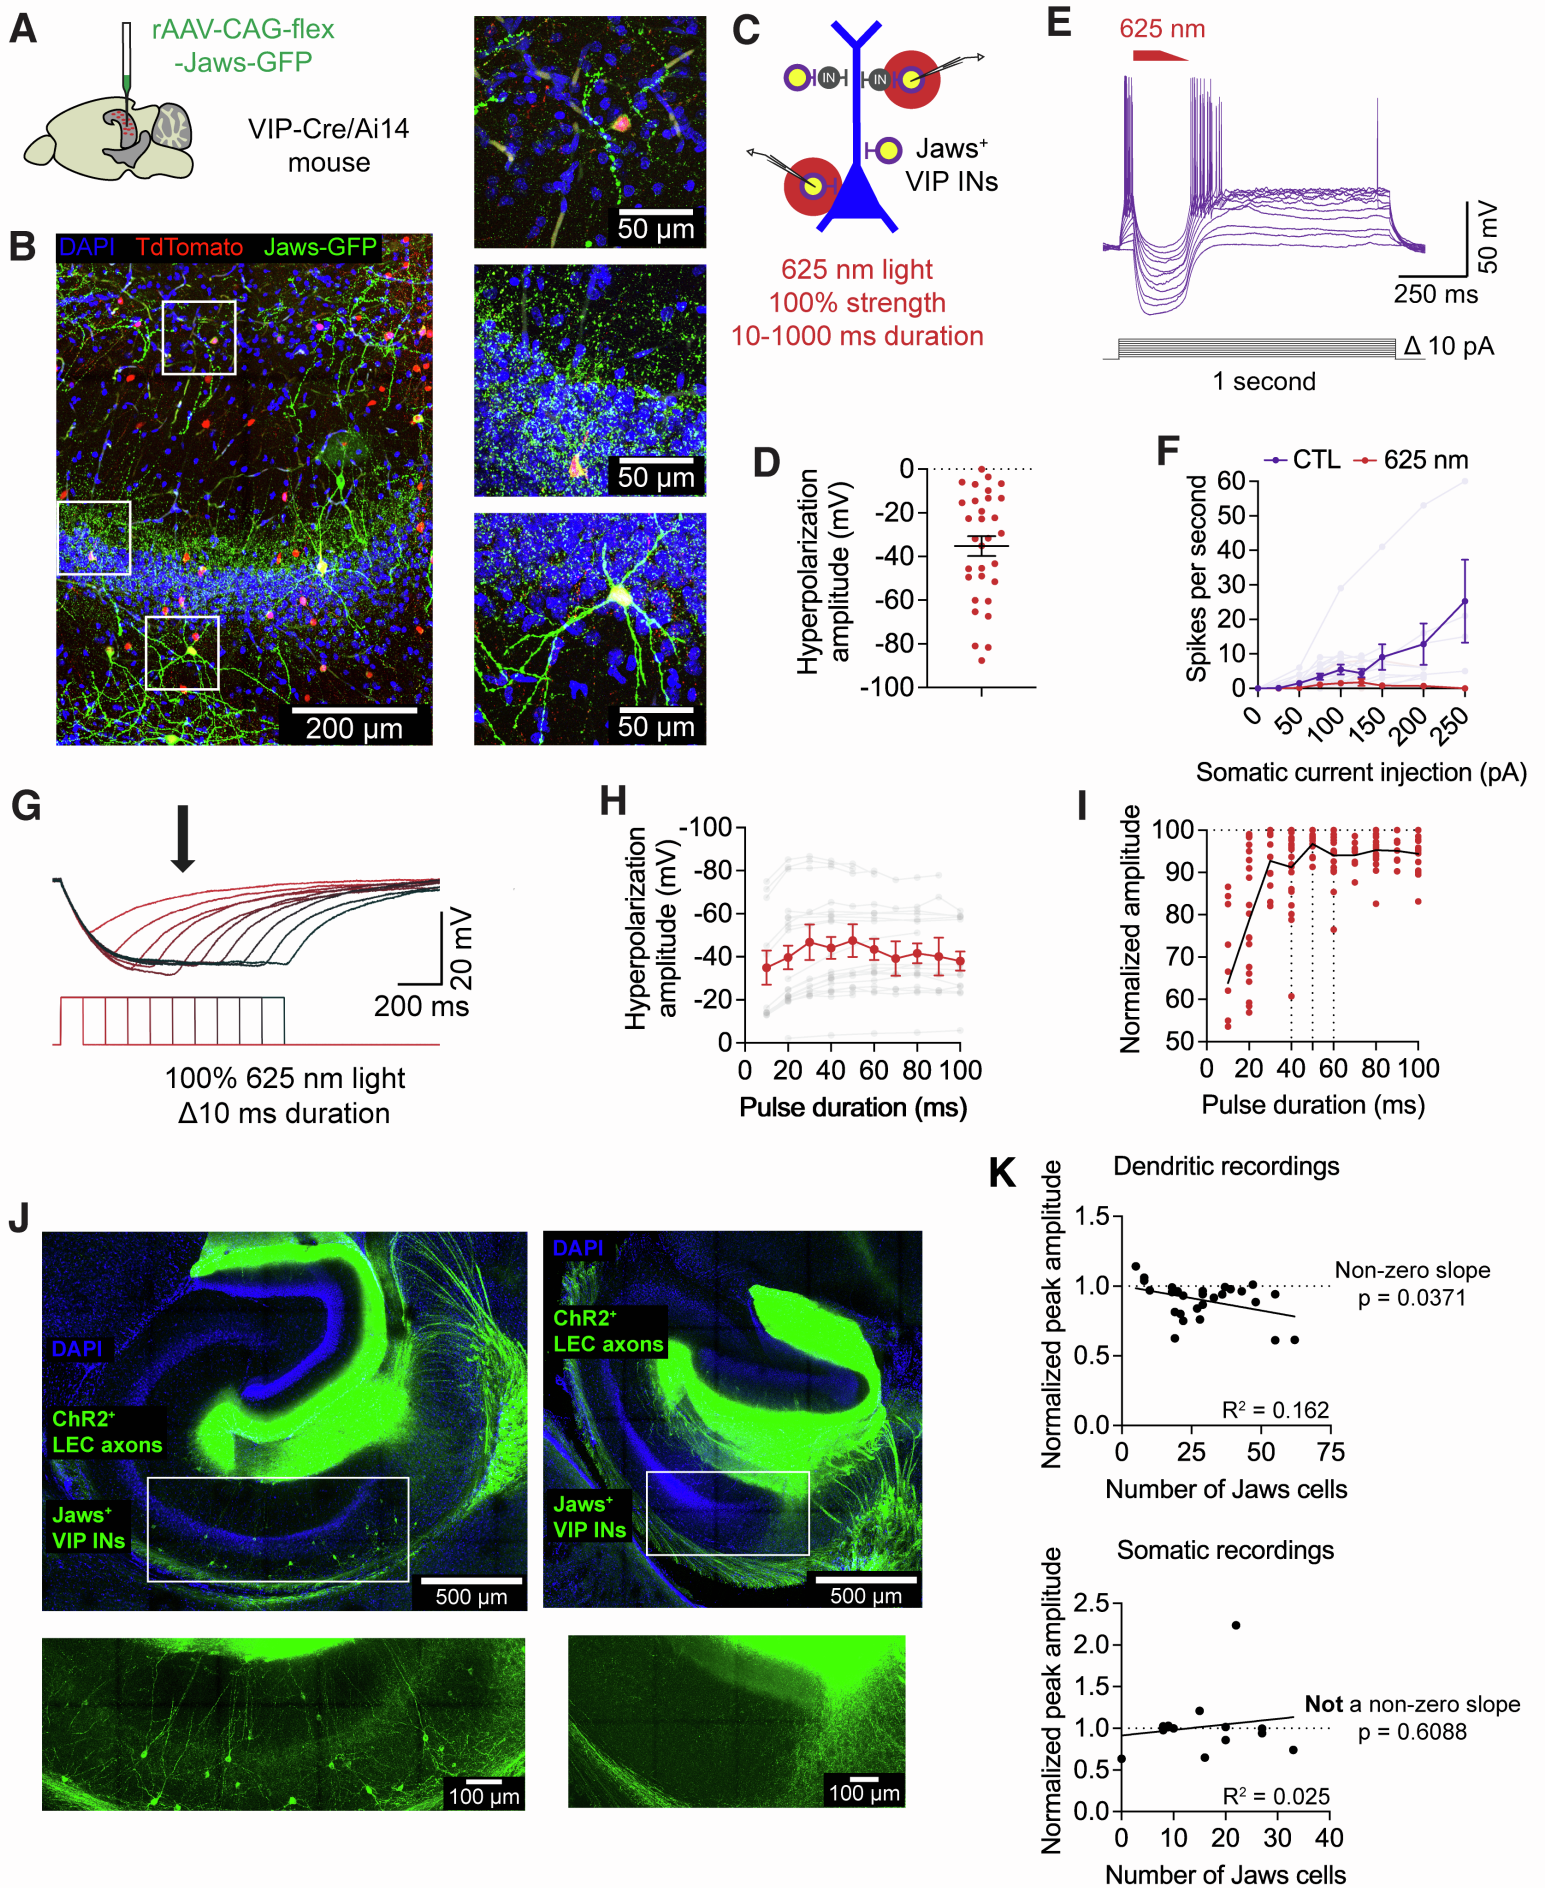 A
rAAV-CAG-flex
-Jaws-GFP
VIP-Cre/Ai14
mouse
50 µm
B
DAPI TdTomato Jaws-GFP
200 µm
50 µm
50 µm
C
IN
IN
Jaws+
VIP INs
625 nm light
100% strength
10-1000 ms duration
D
Hyperpolarization
amplitude (mV)
0
-20
-40
-60
-80
-100
E
625 nm
50 mV
250 ms
Δ 10 pA
1 second
F
CTL 625 nm
Spikes per second
60
50
40
30
20
10
0
0 50 100 150 200 250
Somatic current injection (pA)
G
20 mV
200 ms
100% 625 nm light
Δ10 ms duration
H
Hyperpolarization
amplitude (mV)
-100
-80
-60
-40
-20
0
0 20 40 60 80 100
Pulse duration (ms)
I
Normalized amplitude
100
90
80
70
60
50
0 20 40 60 80 100
Pulse duration (ms)
J
DAPI
ChR2+
LEC axons
Jaws+
VIP INs
500 µm
100 µm
DAPI
ChR2+
LEC axons
Jaws+
VIP INs
500 µm
100 µm
K
Dendritic recordings
Normalized peak amplitude
1.5
1.0
0.5
0.0
Non-zero slope
p = 0.0371
R² = 0.162
0 25 50 75
Number of Jaws cells
Somatic recordings
Normalized peak amplitude
2.5
2.0
1.5
1.0
0.5
0.0
Not a non-zero slope
p = 0.6088
R² = 0.025
0 10 20 30 40
Number of Jaws cells